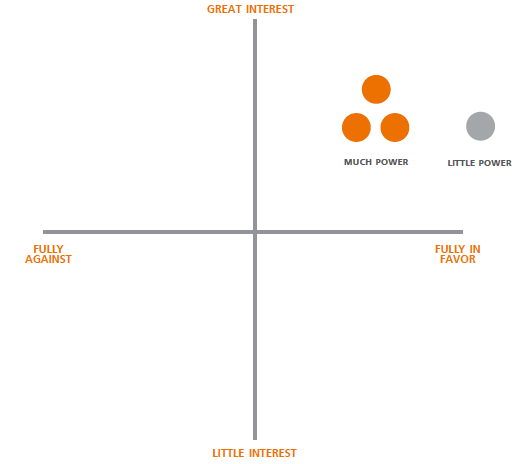 GREAT INTEREST
MUCH POWER
LITTLE POWER
FULLY
AGAINST
FULLY IN
FAVOR
LITTLE INTEREST